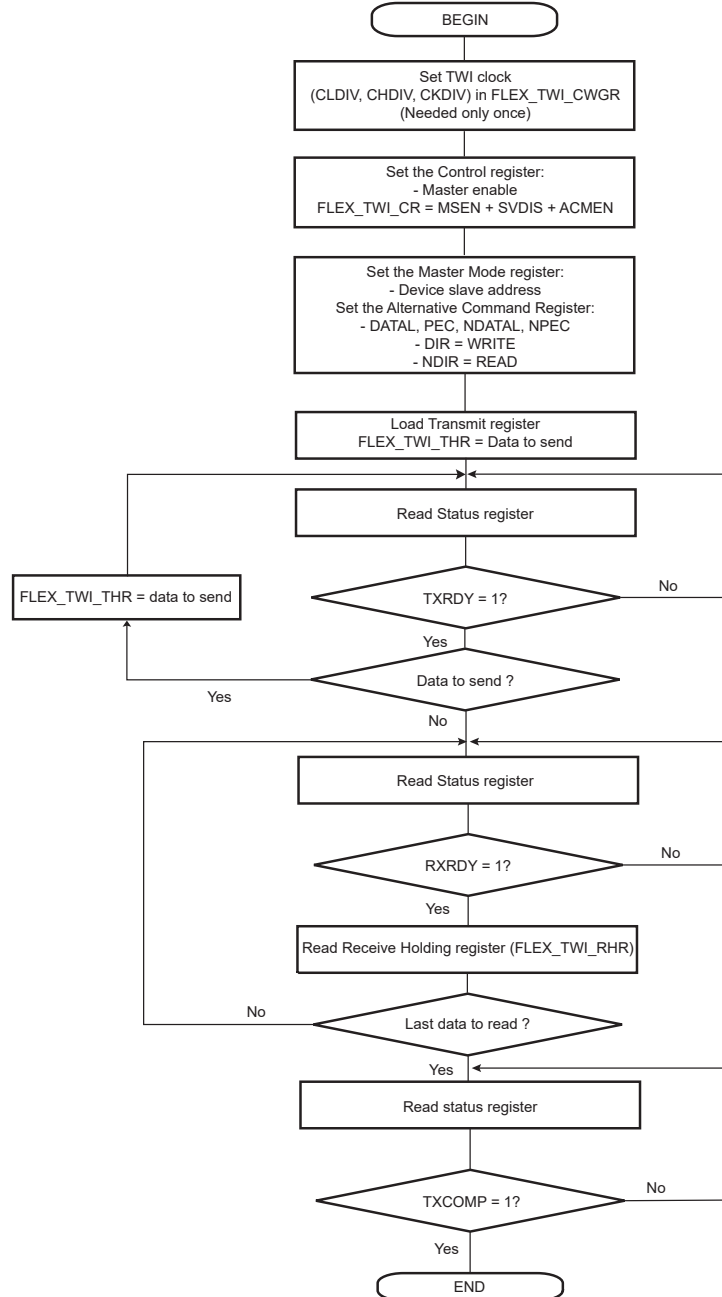 BEGIN
Set TWI clock
(CLDIV, CHDIV, CKDIV) in FLEX_TWI_CWGR
(Needed only once)
Set the Control register:
- Master enable
FLEX_TWI_CR = MSEN + SVDIS + ACMEN
Set the Master Mode register:
- Device slave address
Set the Alternative Command Register:
- DATAL, PEC, NDATAL, NPEC
- DIR = WRITE
- NDIR = READ
Load Transmit register
FLEX_TWI_THR = Data to send
Read Status register
FLEX_TWI_THR = data to send
TXRDY = 1?
No
Yes
Data to send ?
Yes
No
Read Status register
RXRDY = 1?
No
Yes
Read Receive Holding register (FLEX_TWI_RHR)
No
Last data to read ?
Yes
Read status register
TXCOMP = 1?
No
Yes
END